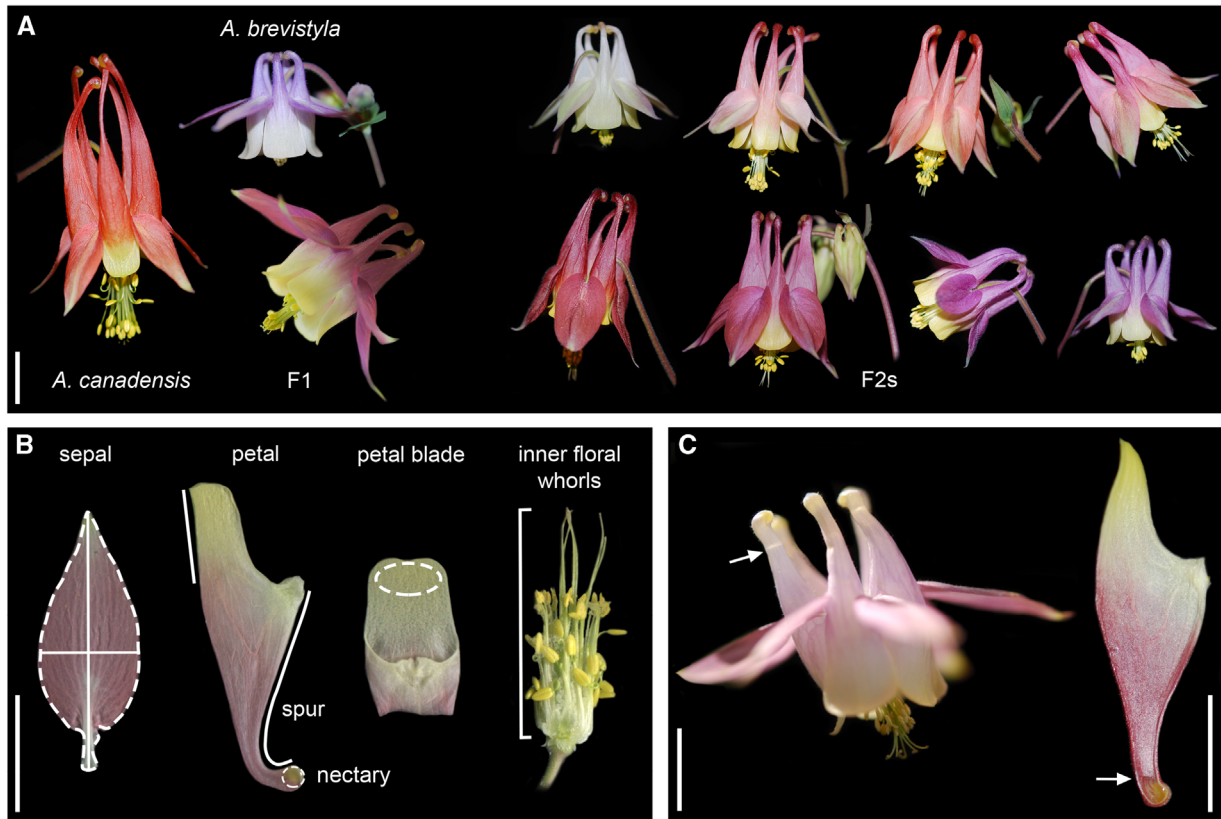 A
A. brevistyla
A. canadensis
F1
F2s
B
sepal
petal
petal blade
inner floral
whorls
spur
nectary
C